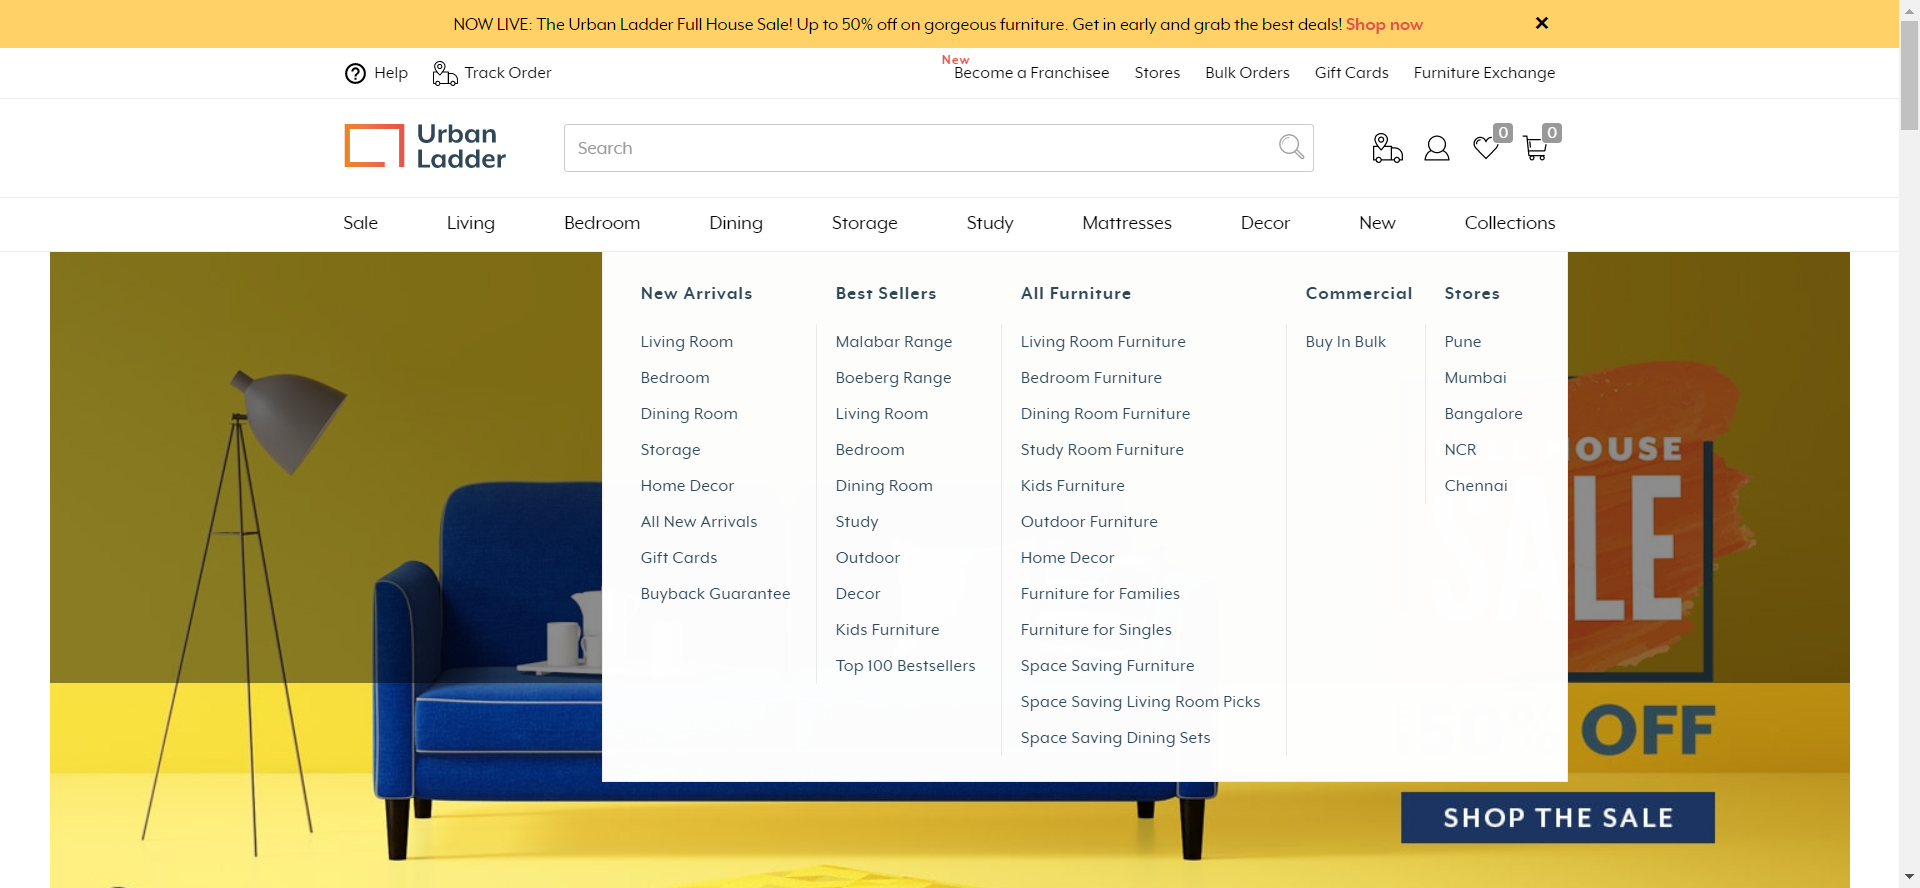 NOW LIVE: The Urban Ladder Full House Sale! Up to 50% off on gorgeous furniture. Get in early and grab the best deals! Shop now
Help
Track Order
New
Become a Franchisee
Stores
Bulk Orders
Gift Cards
Furniture Exchange
Urban
Ladder
Search
0
0
Sale
Living
Bedroom
Dining
Storage
Study
Mattresses
Decor
New
Collections
New Arrivals
Living Room
Bedroom
Dining Room
Storage
Home Decor
All New Arrivals
Gift Cards
Buyback Guarantee
Best Sellers
Malabar Range
Boeberg Range
Living Room
Bedroom
Dining Room
Study
Outdoor
Decor
Kids Furniture
Top 100 Bestsellers
All Furniture
Living Room Furniture
Bedroom Furniture
Dining Room Furniture
Study Room Furniture
Kids Furniture
Outdoor Furniture
Home Decor
Furniture for Families
Furniture for Singles
Space Saving Furniture
Space Saving Living Room Picks
Space Saving Dining Sets
Commercial
Buy In Bulk
Stores
Pune
Mumbai
Bangalore
NCR
Chennai
OUSE
SALE
OFF
SHOP THE SALE